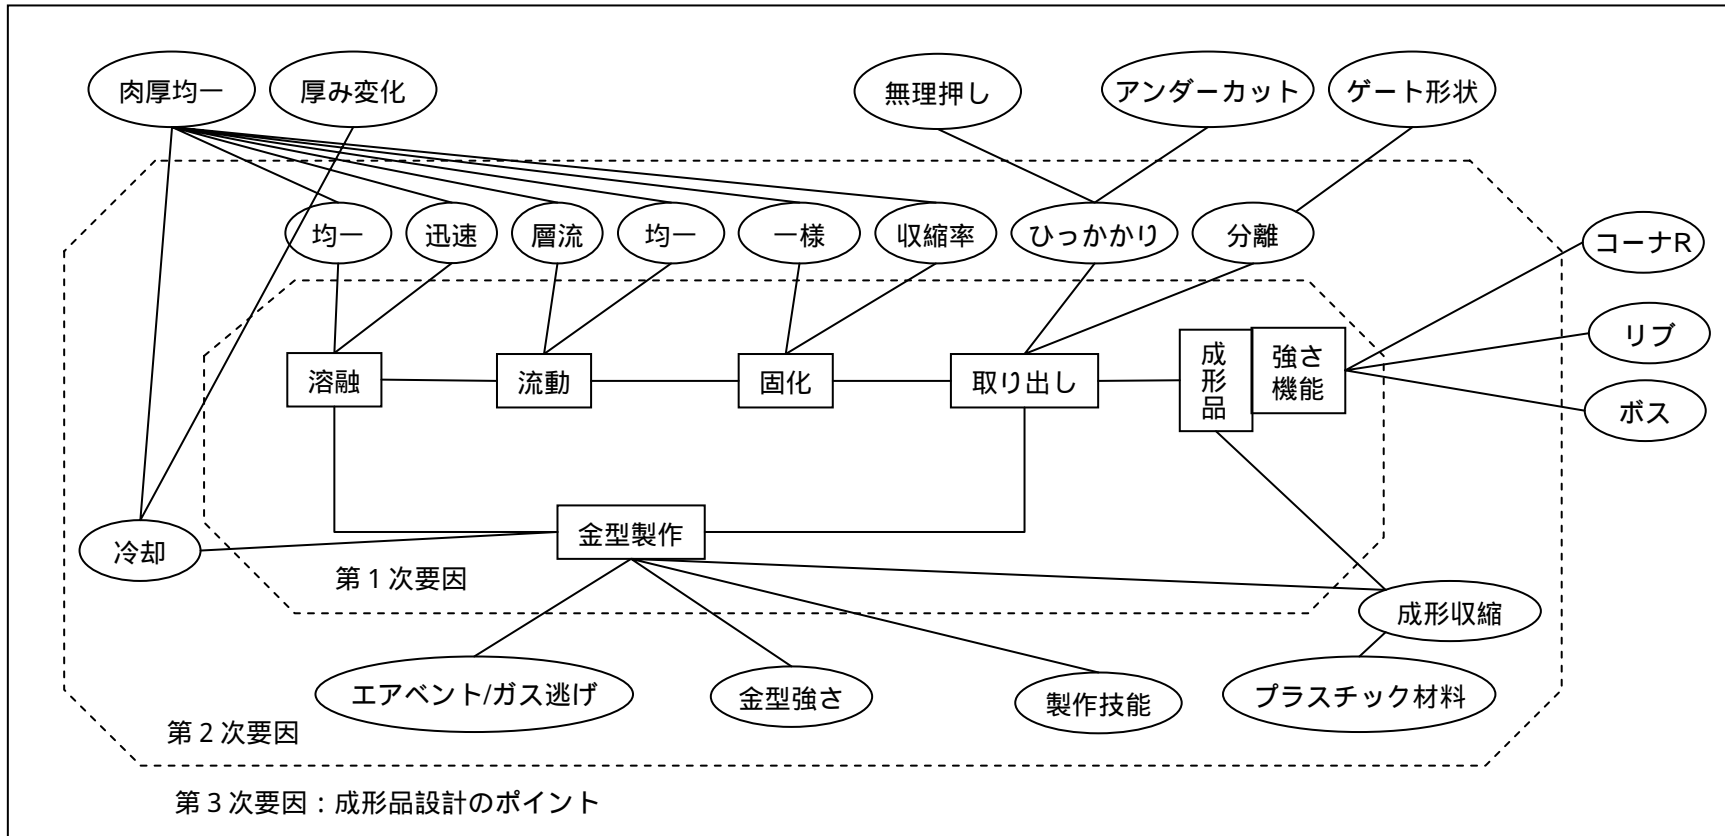 肉厚均一
厚み変化
無理押し
アンダーカット
ゲート形状
均一
迅速
層流
均一
一様
収縮率
ひっかかり
分離
コーナR
リブ
ボス
溶融
流動
固化
取り出し
成形品
強さ
機能
冷却
金型製作
第1次要因
成形収縮
エアベント/ガス逃げ
金型強さ
製作技能
プラスチック材料
第2次要因
第3次要因：成形品設計のポイント